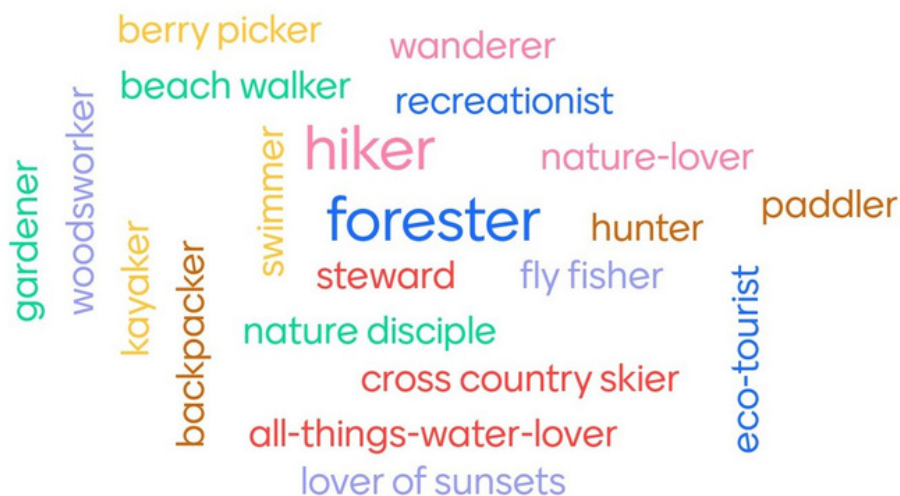 berry picker
wanderer
beach walker
recreationist
gardener
woodsworker
swimmer
hiker
nature-lover
forester
hunter
paddler
kayaker
backpacker
steward
fly fisher
nature disciple
eco-tourist
cross country skier
all-things-water-lover
lover of sunsets